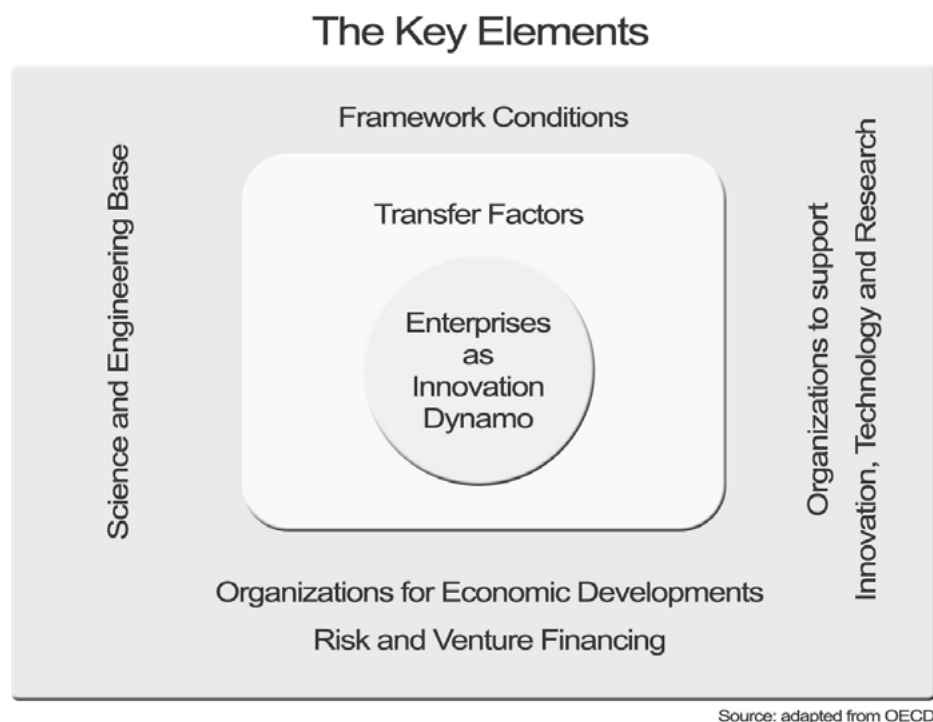 The Key Elements
Framework Conditions
Science and Engineering Base
Transfer Factors
Enterprises
as
Innovation
Dynamo
Organizations to support
Innovation, Technology and Research
Organizations for Economic Developments
Risk and Venture Financing
Source: adapted from OECD